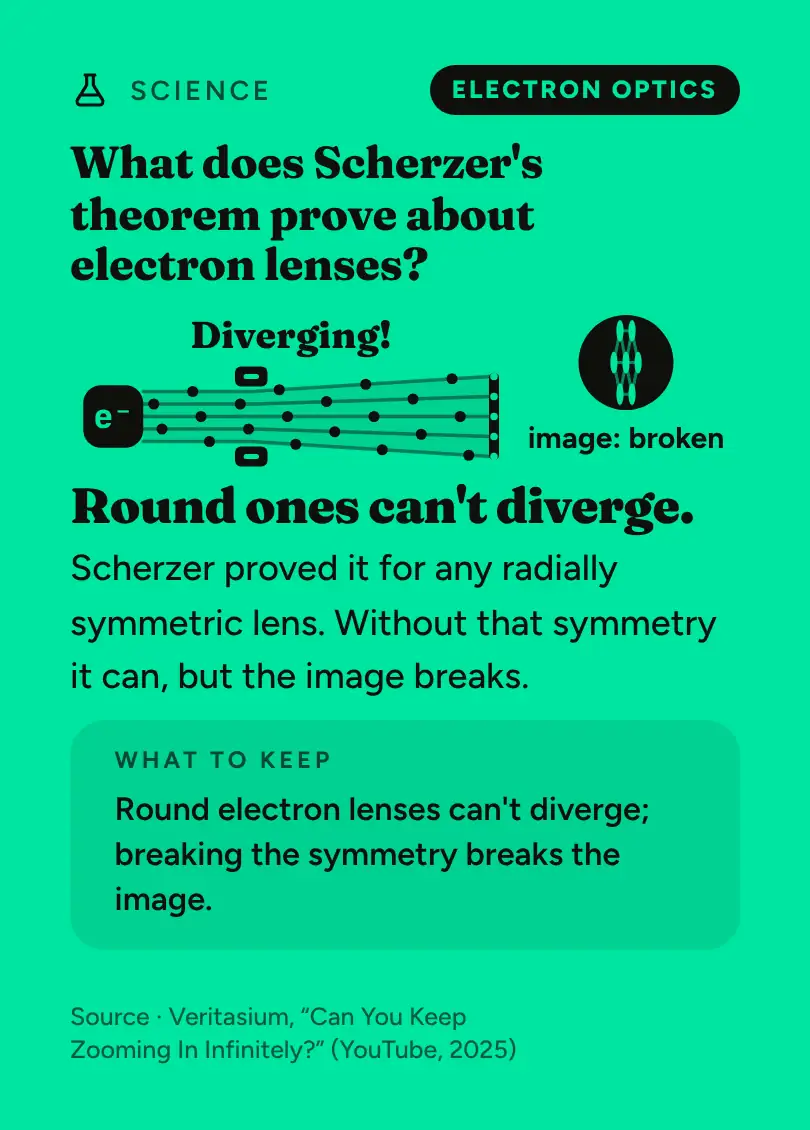 SCIENCE
ELECTRON OPTICS
What does Scherzer's
theorem prove about
electron lenses?
Diverging!
e⁻
image: broken
Round ones can't diverge.
Scherzer proved it for any radially
symmetric lens. Without that symmetry
it can, but the image breaks.
WHAT TO KEEP
Round electron lenses can't diverge;
breaking the symmetry breaks the
image.
Source · Veritasium, “Can You Keep
Zooming In Infinitely?” (YouTube, 2025)